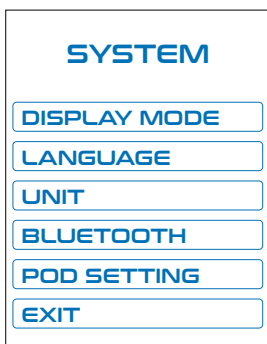 SYSTEM
DISPLAY MODE
LANGUAGE
UNIT
BLUETOOTH
POD SETTING
EXIT